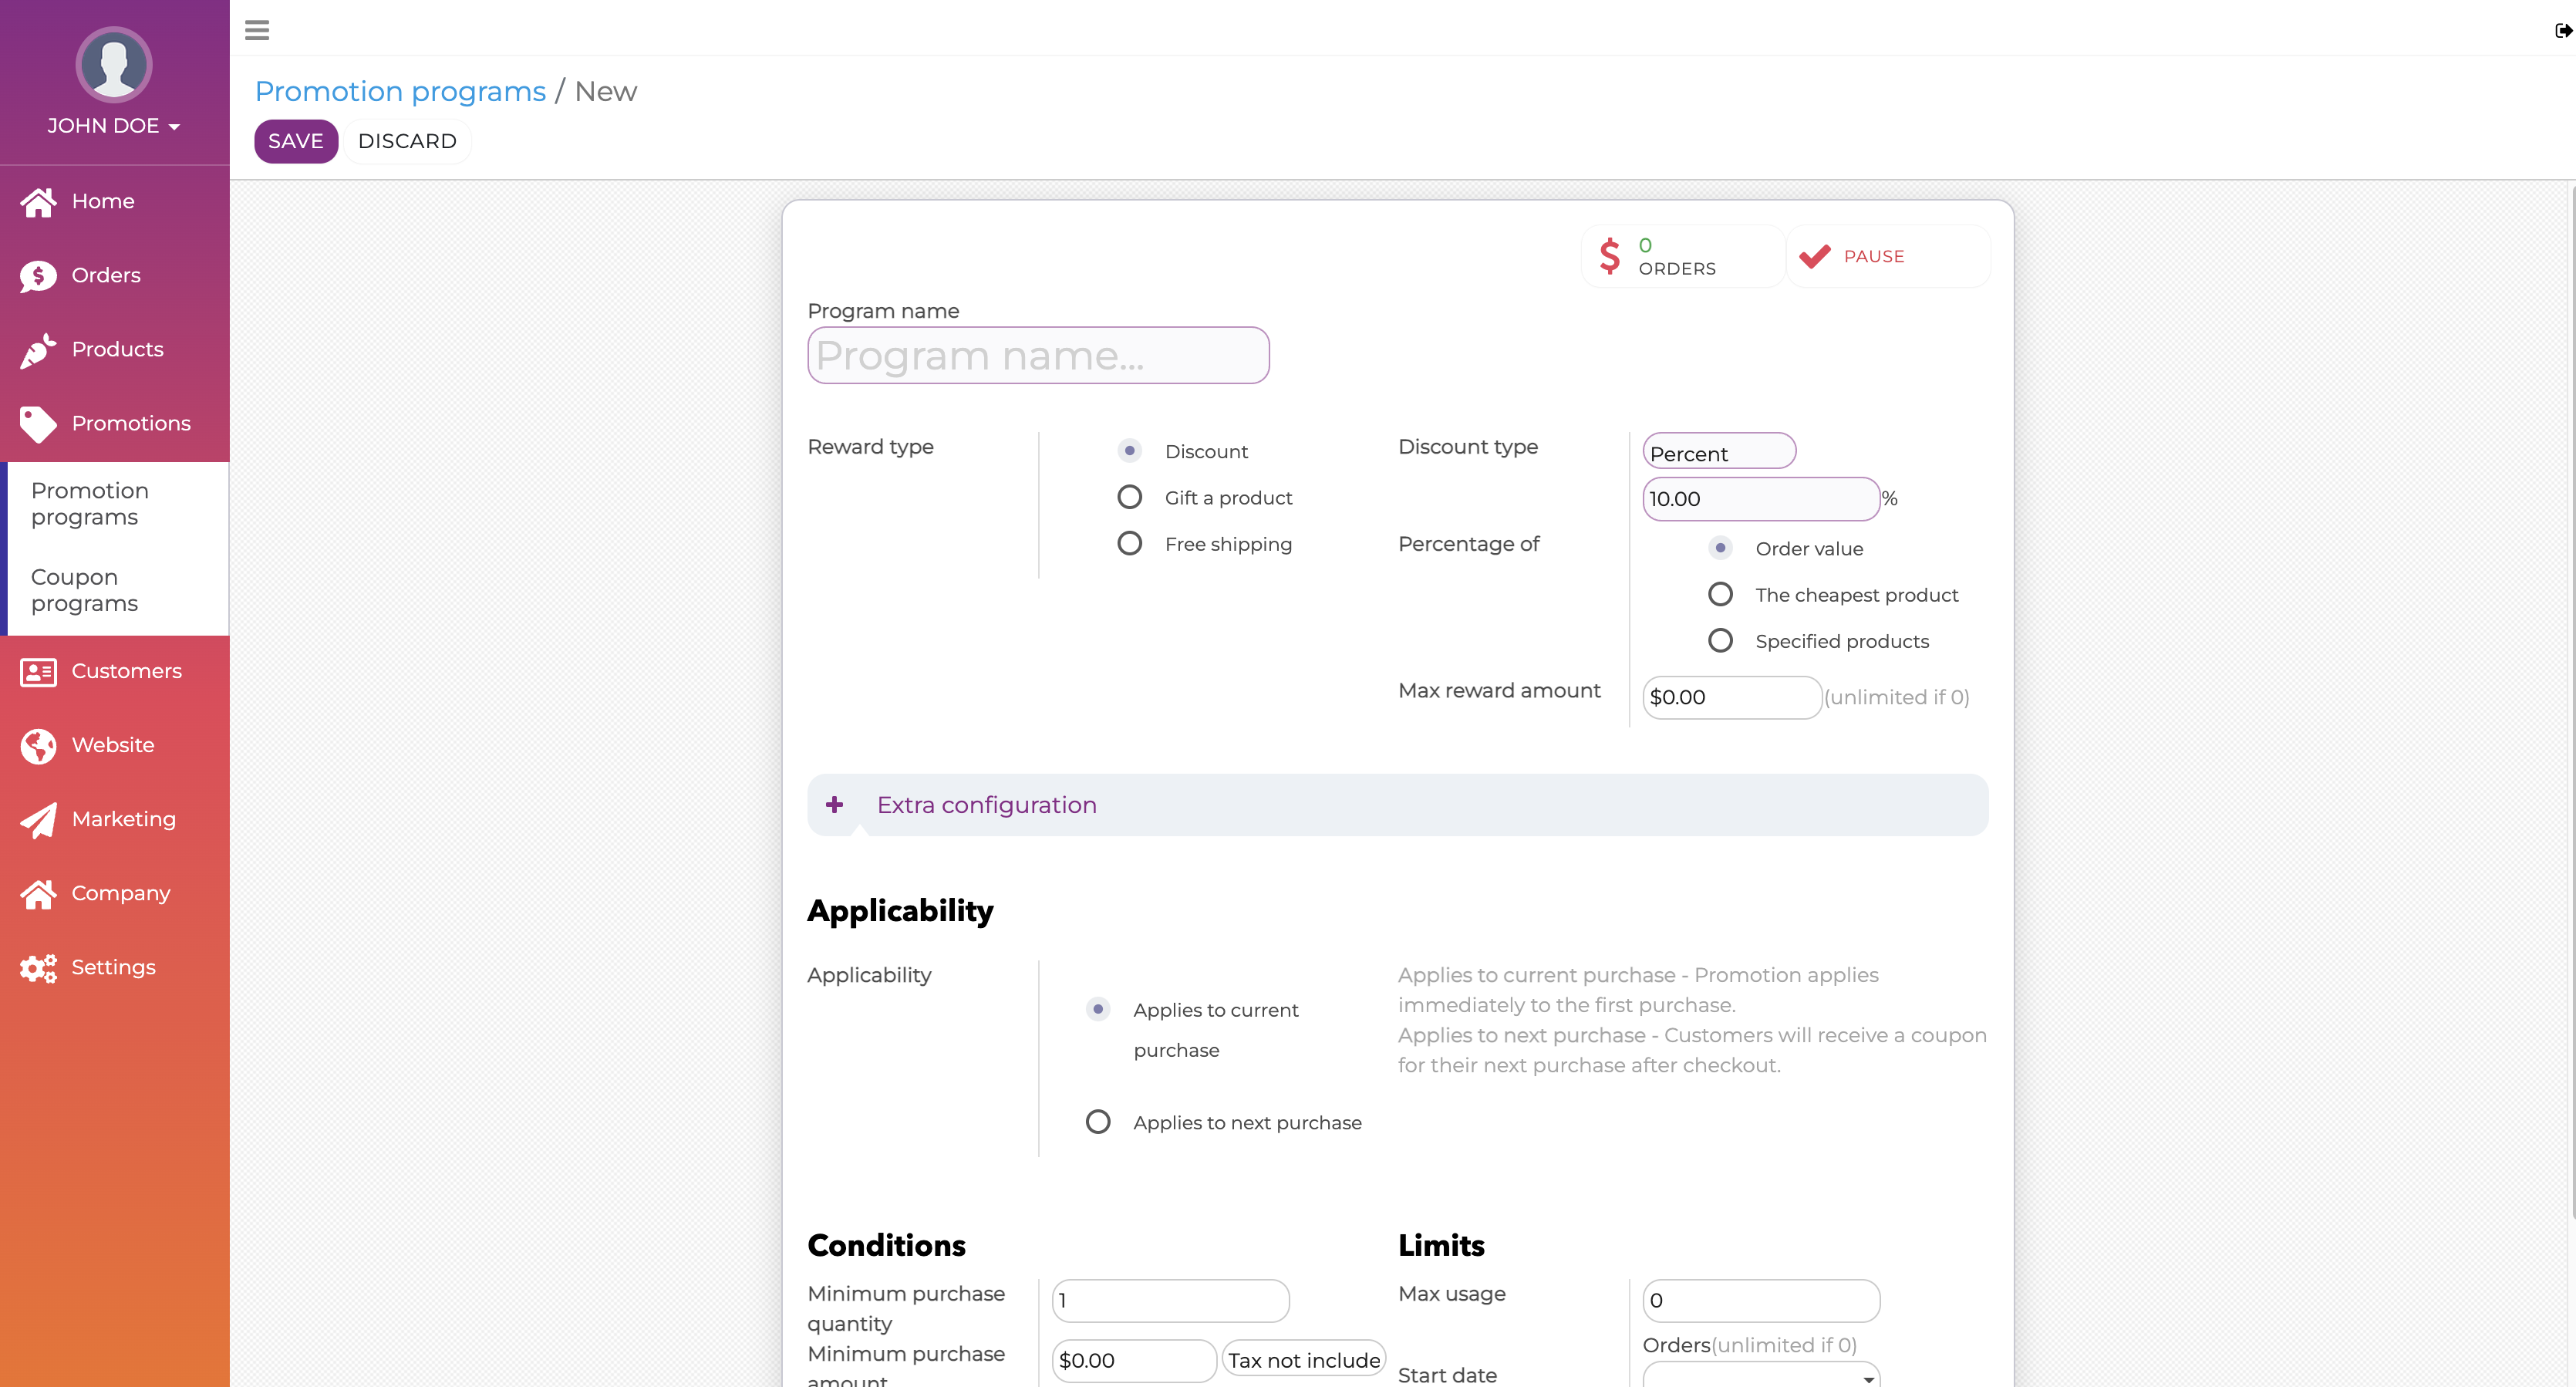 JOHN DOE
Home
Orders
Products
Promotions
Promotion
programs
Coupon
programs
Customers
Website
Marketing
Company
Settings
Promotion programs / New
SAVE DISCARD
0
ORDERS
PAUSE
Program name
Program name...
Reward type
Discount
Gift a product
Free shipping
Discount type
Percent
10.00 %
Percentage of
Order value
The cheapest product
Specified products
Max reward amount
$0.00 (unlimited if 0)
Extra configuration
Applicability
Applicability
Applies to current
purchase
Applies to next purchase
Applies to current purchase - Promotion applies
immediately to the first purchase.
Applies to next purchase - Customers will receive a coupon
for their next purchase after checkout.
Conditions
Minimum purchase
quantity
1
Minimum purchase
amount
$0.00 Tax not include
Limits
Max usage
0
Orders(unlimited if 0)
Start date